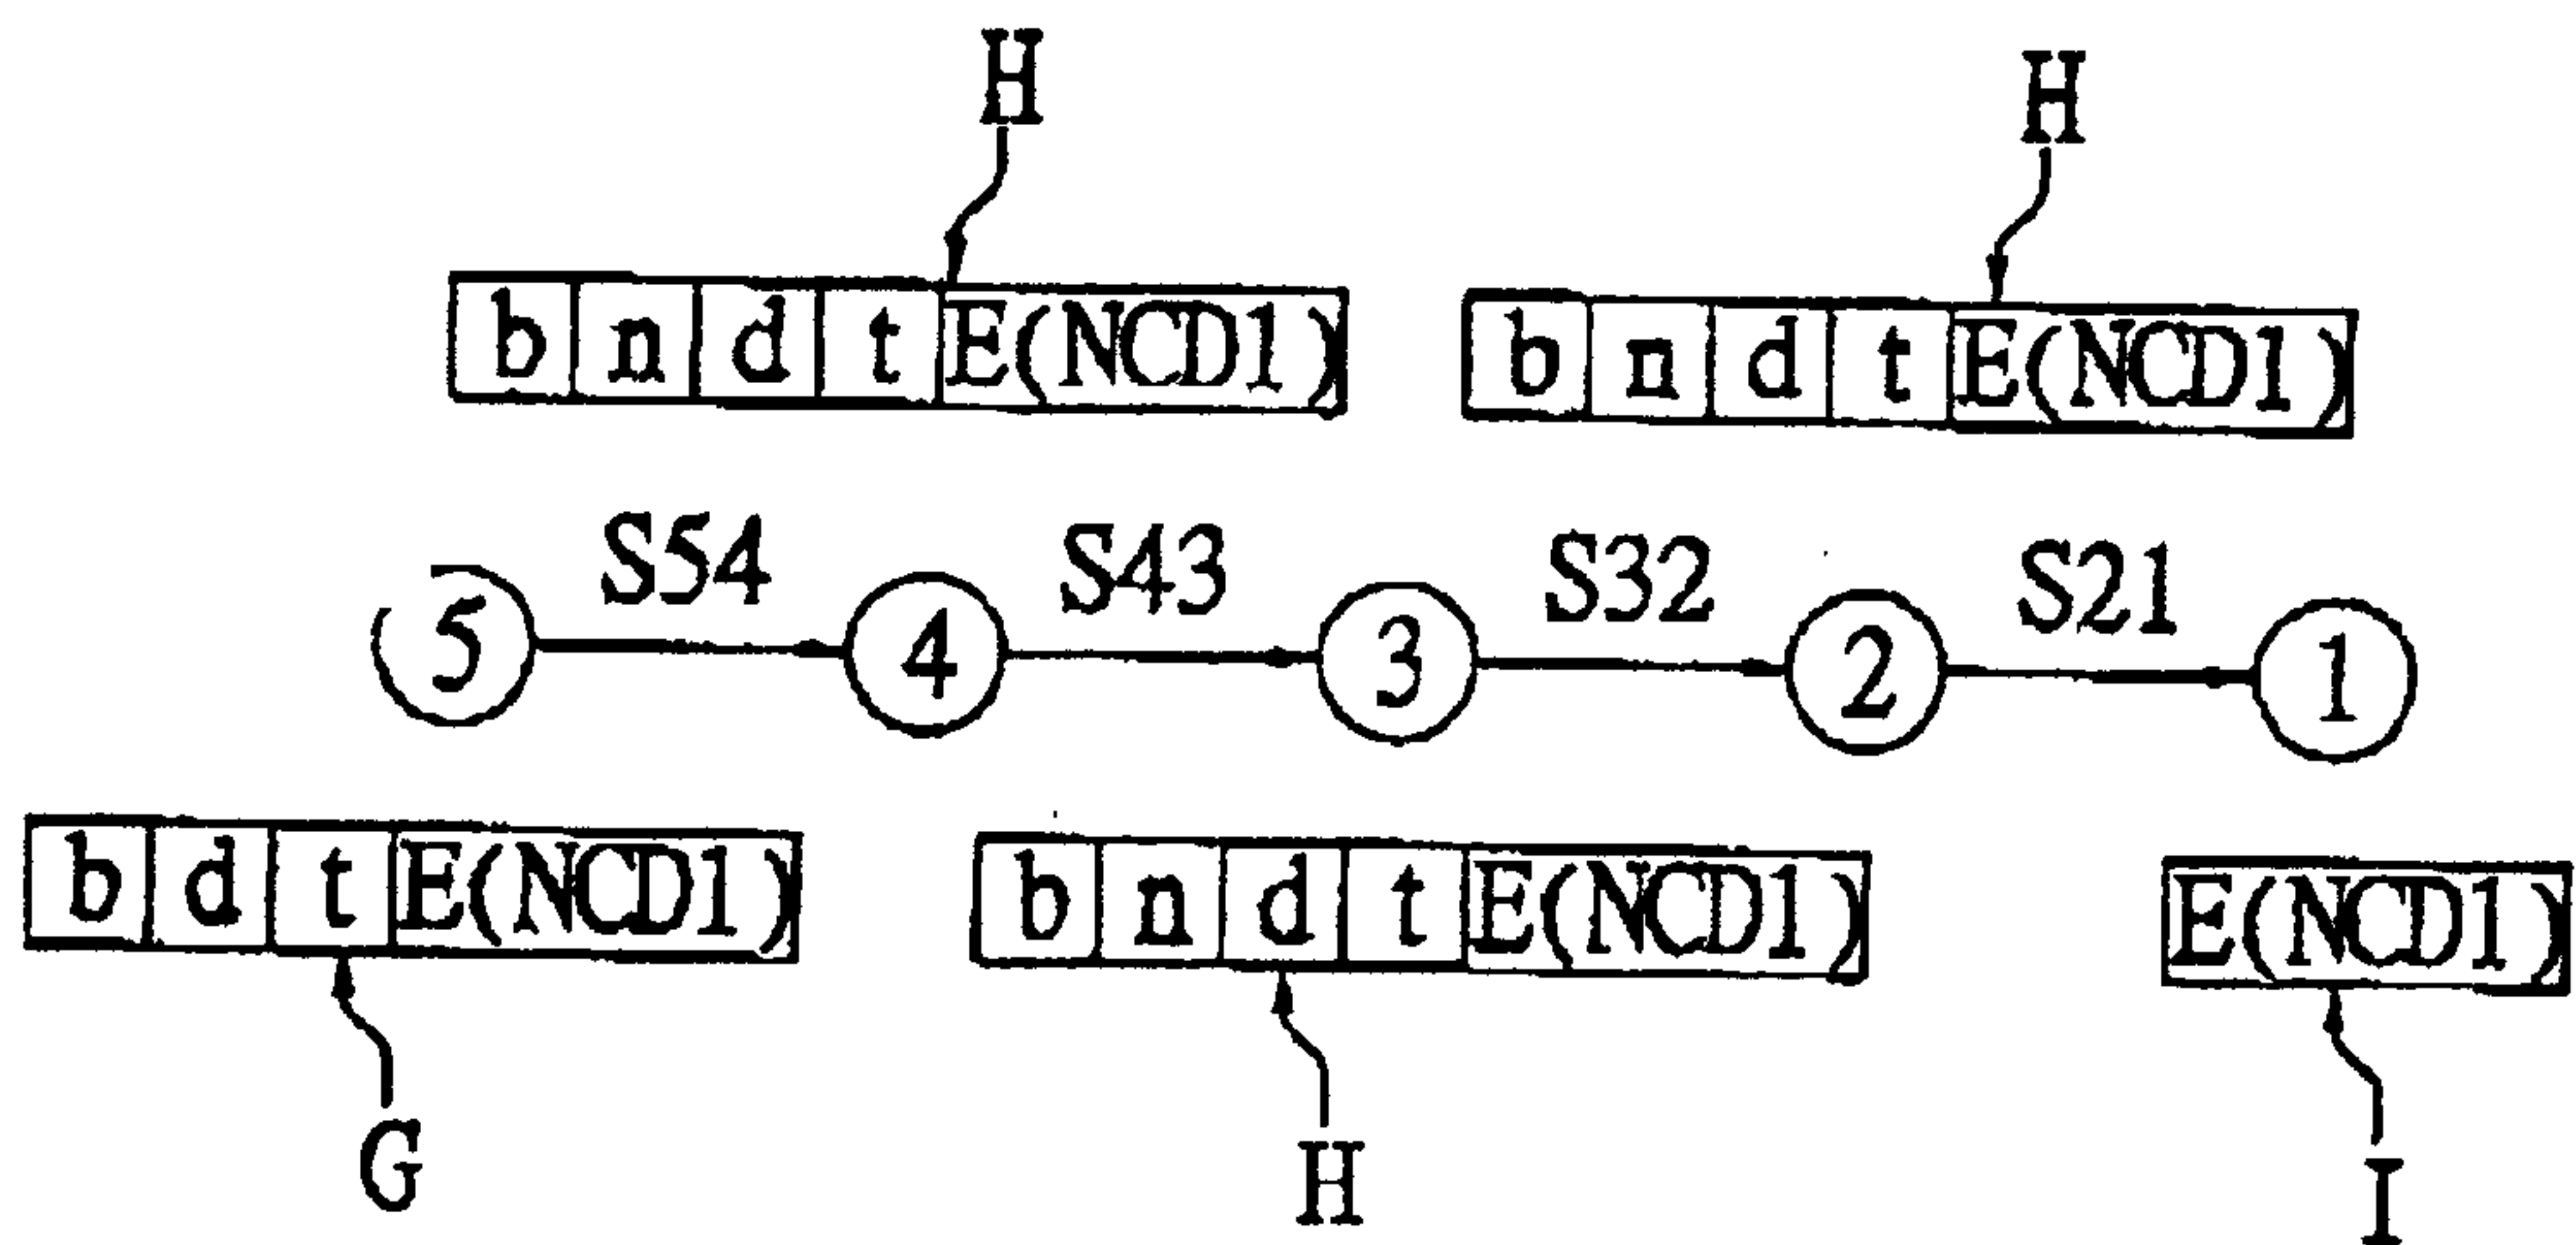 H H
b n d t E(NCD1) b n d t E(NCD1)
S54 S43 S32 S21
5 4 3 2 1
b d t E(NCD1) b n d t E(NCD1) E(NCD1)
G H I